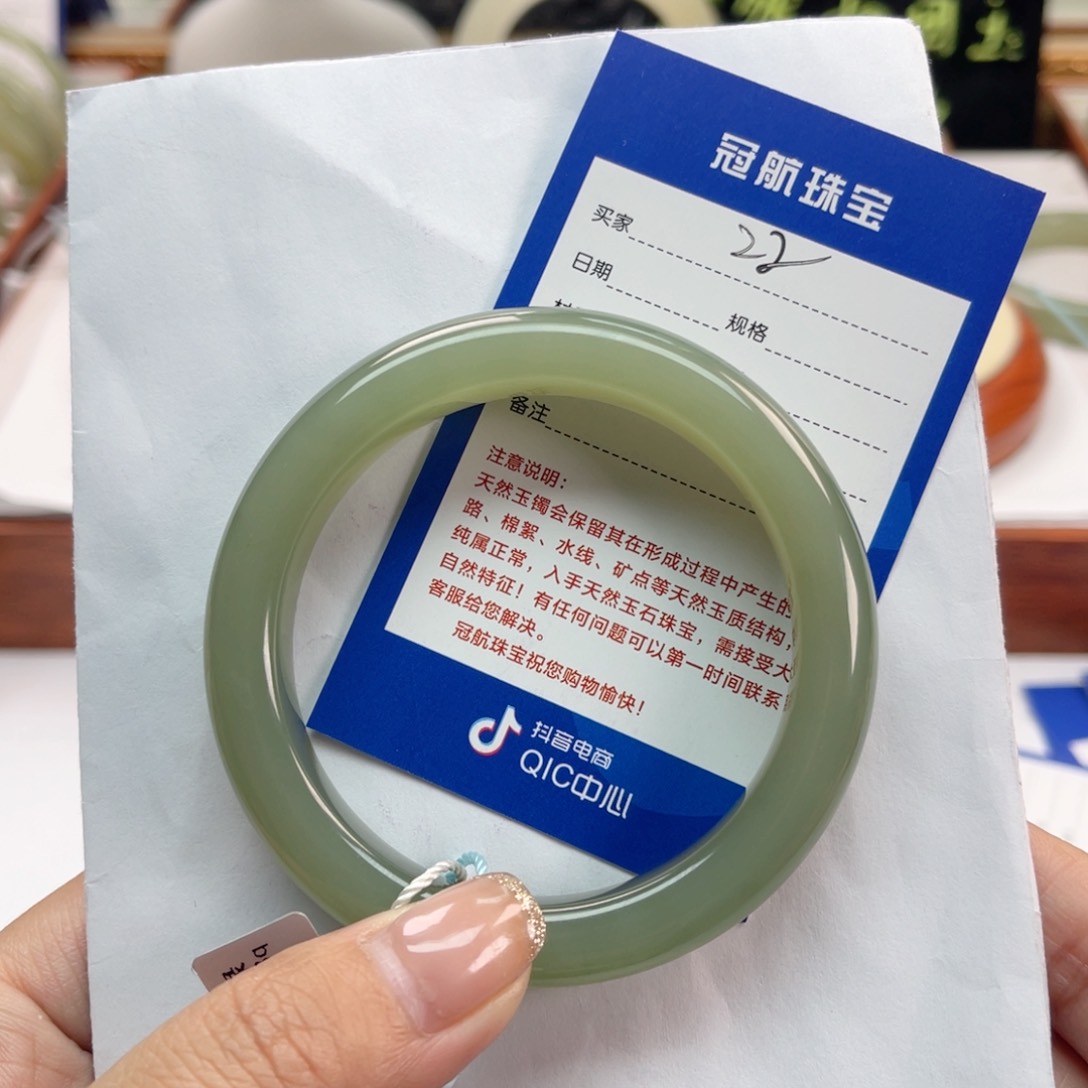 冠航珠宝
买家 22
日期
规格
备注
注意说明：
天然玉镯会保留其在形成过程中产生的
路、棉絮、水线、矿点等天然玉质结构，
纯属正常，入手天然玉石珠宝，需接受大
自然特征！有任何问题可以第一时间联系
客服给您解决。
冠航珠宝祝您购物愉快！
抖音电商
QIC中心